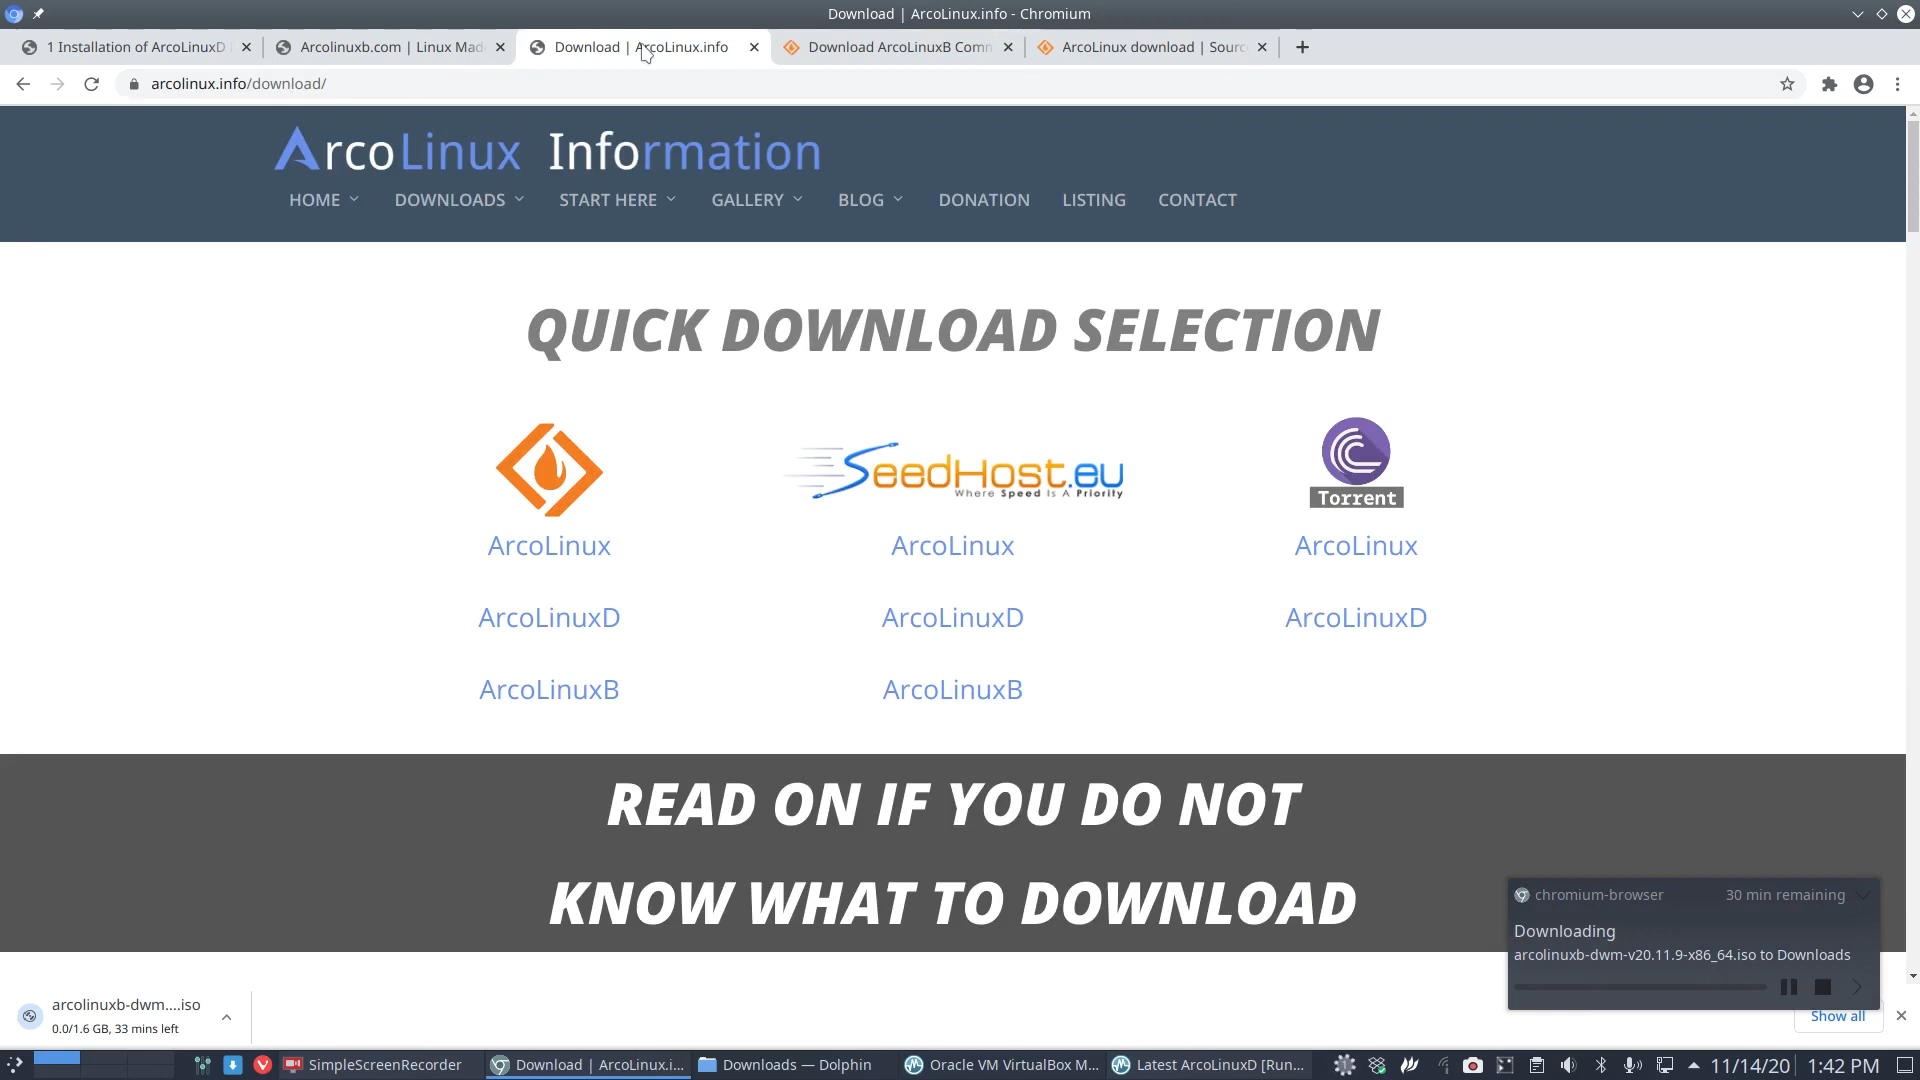 Download | ArcoLinux.info - Chromium
1 Installation of ArcoLinuxD
Arcolinuxb.com | Linux Mad
Download | ArcoLinux.info
Download ArcoLinuxB Comm
ArcoLinux download | Sourc
arcolinux.info/download/
ArcoLinux Information
HOME
DOWNLOADS
START HERE
GALLERY
BLOG
DONATION
LISTING
CONTACT
QUICK DOWNLOAD SELECTION
SeedHost.eu
Where Speed Is A Priority
Torrent
ArcoLinux
ArcoLinux
ArcoLinux
ArcoLinuxD
ArcoLinuxD
ArcoLinuxD
ArcoLinuxB
ArcoLinuxB
READ ON IF YOU DO NOT
KNOW WHAT TO DOWNLOAD
chromium-browser
30 min remaining
Downloading
arcolinuxb-dwm-v20.11.9-x86_64.iso to Downloads
arcolinuxb-dwm....iso
0.0/1.6 GB, 33 mins left
Show all
SimpleScreenRecorder
Download | ArcoLinux.i...
Downloads — Dolphin
Oracle VM VirtualBox M...
Latest ArcoLinuxD [Run...
11/14/20
1:42 PM